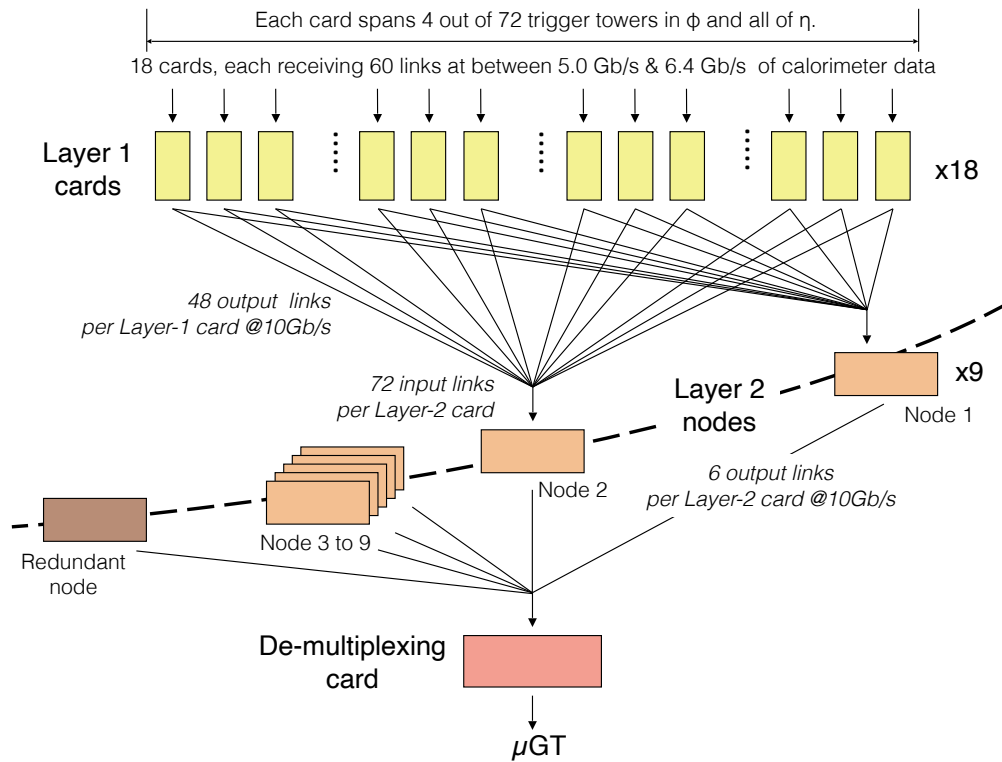 Each card spans 4 out of 72 trigger towers in ϕ and all of η.
18 cards, each receiving 60 links at between 5.0 Gb/s & 6.4 Gb/s of calorimeter data
Layer 1
cards
x18
48 output links
per Layer-1 card @10Gb/s
72 input links
per Layer-2 card
Layer 2
nodes
x9
Node 1
6 output links
per Layer-2 card @10Gb/s
Node 2
Node 3 to 9
Redundant
node
De-multiplexing
card
μGT